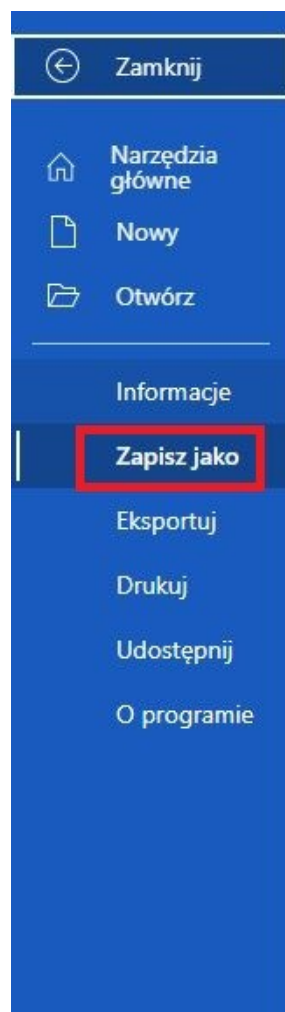 Zamknij
Narzędzia
główne
Nowy
Otwórz
Informacje
Zapisz jako
Eksportuj
Drukuj
Udostępnij
O programie